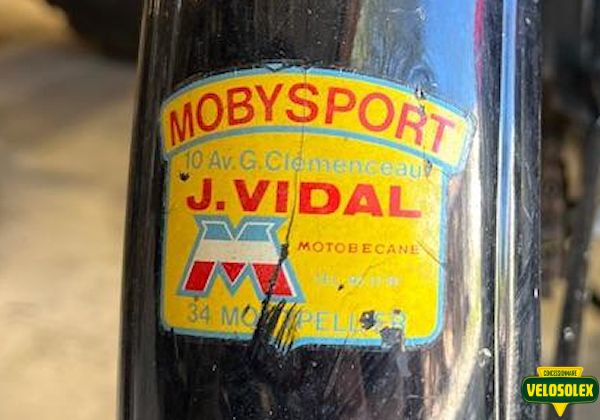 MOBYSPORT
10 Av. G. Clemenceau
J. VIDAL
MOTOBECANE
34 MONTPELLIER
CONCESSIONNAIRE
VELOSOLEX